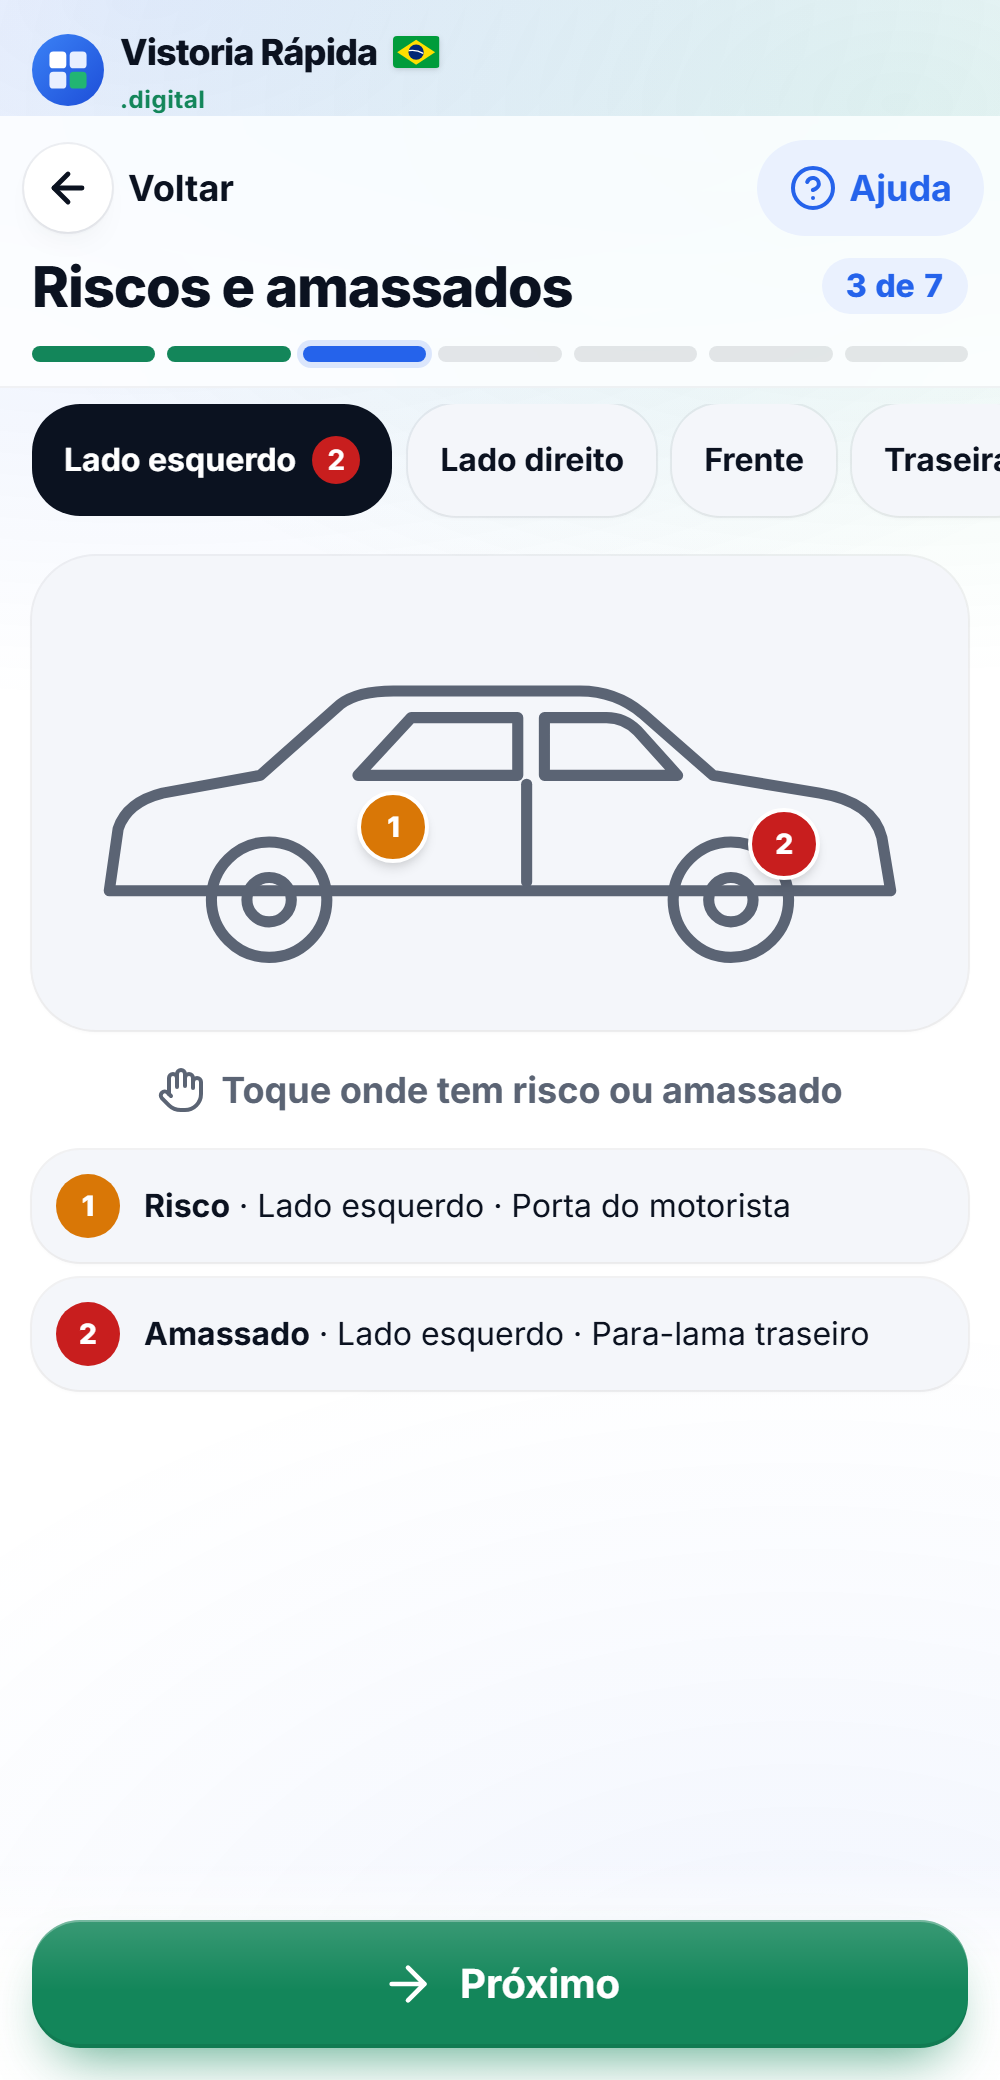 Vistoria Rápida
.digital
Voltar
Ajuda
Riscos e amassados
3 de 7
Lado esquerdo 2
Lado direito
Frente
Traseira
1
2
Toque onde tem risco ou amassado
1 Risco · Lado esquerdo · Porta do motorista
2 Amassado · Lado esquerdo · Para-lama traseiro
Próximo